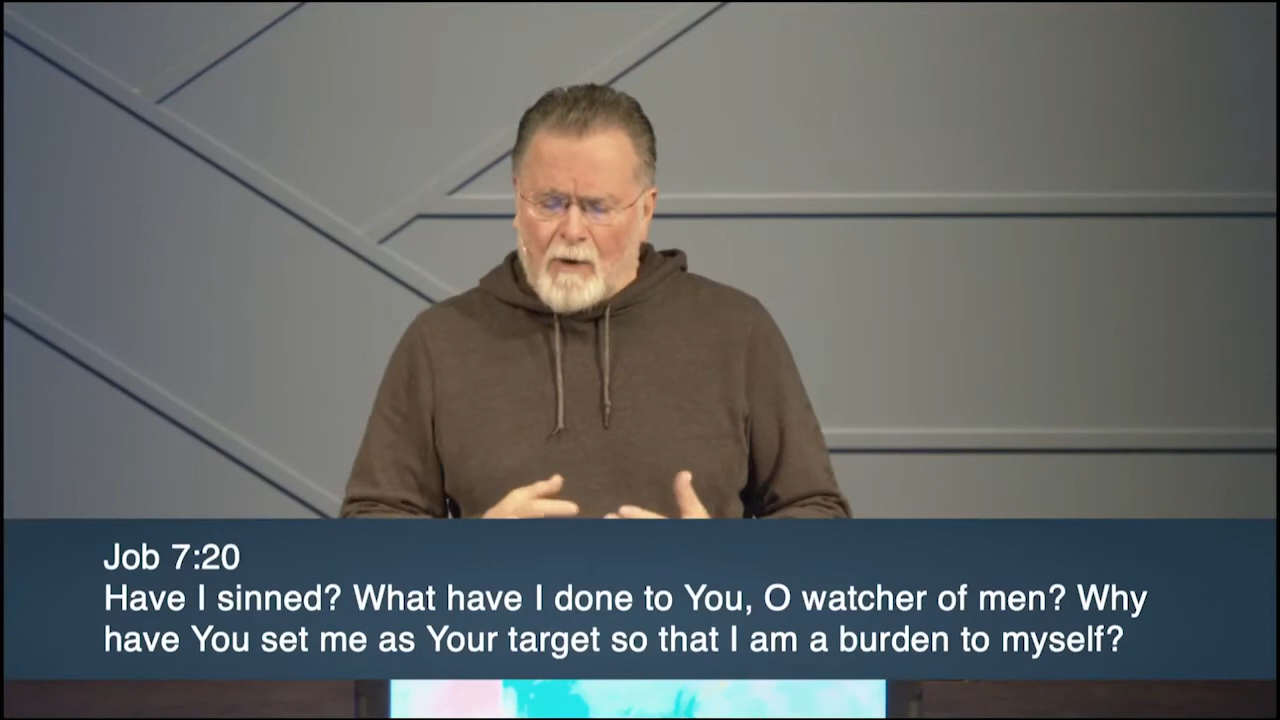 Job 7:20
Have I sinned? What have I done to You, O watcher of men? Why
have You set me as Your target so that I am a burden to myself?